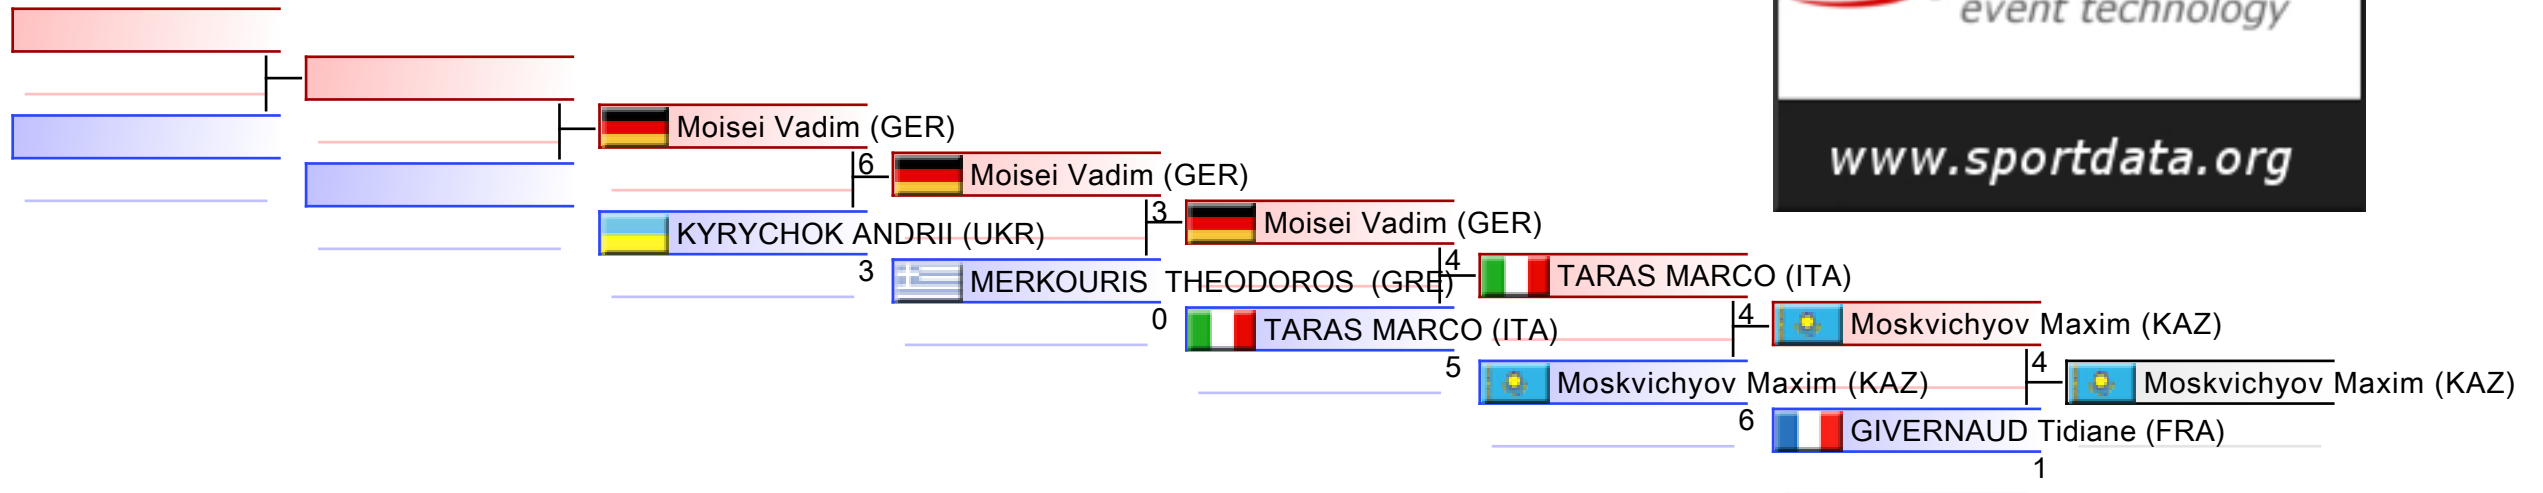 event technology
www.sportdata.org
Moisei Vadim (GER)
6
KYRYCHOK ANDRII (UKR)
3
Moisei Vadim (GER)
3
MERKOURIS THEODOROS (GRE)
0
Moisei Vadim (GER)
4
TARAS MARCO (ITA)
5
TARAS MARCO (ITA)
4
Moskvichyov Maxim (KAZ)
6
Moskvichyov Maxim (KAZ)
4
GIVERNAUD Tidiane (FRA)
1
Moskvichyov Maxim (KAZ)